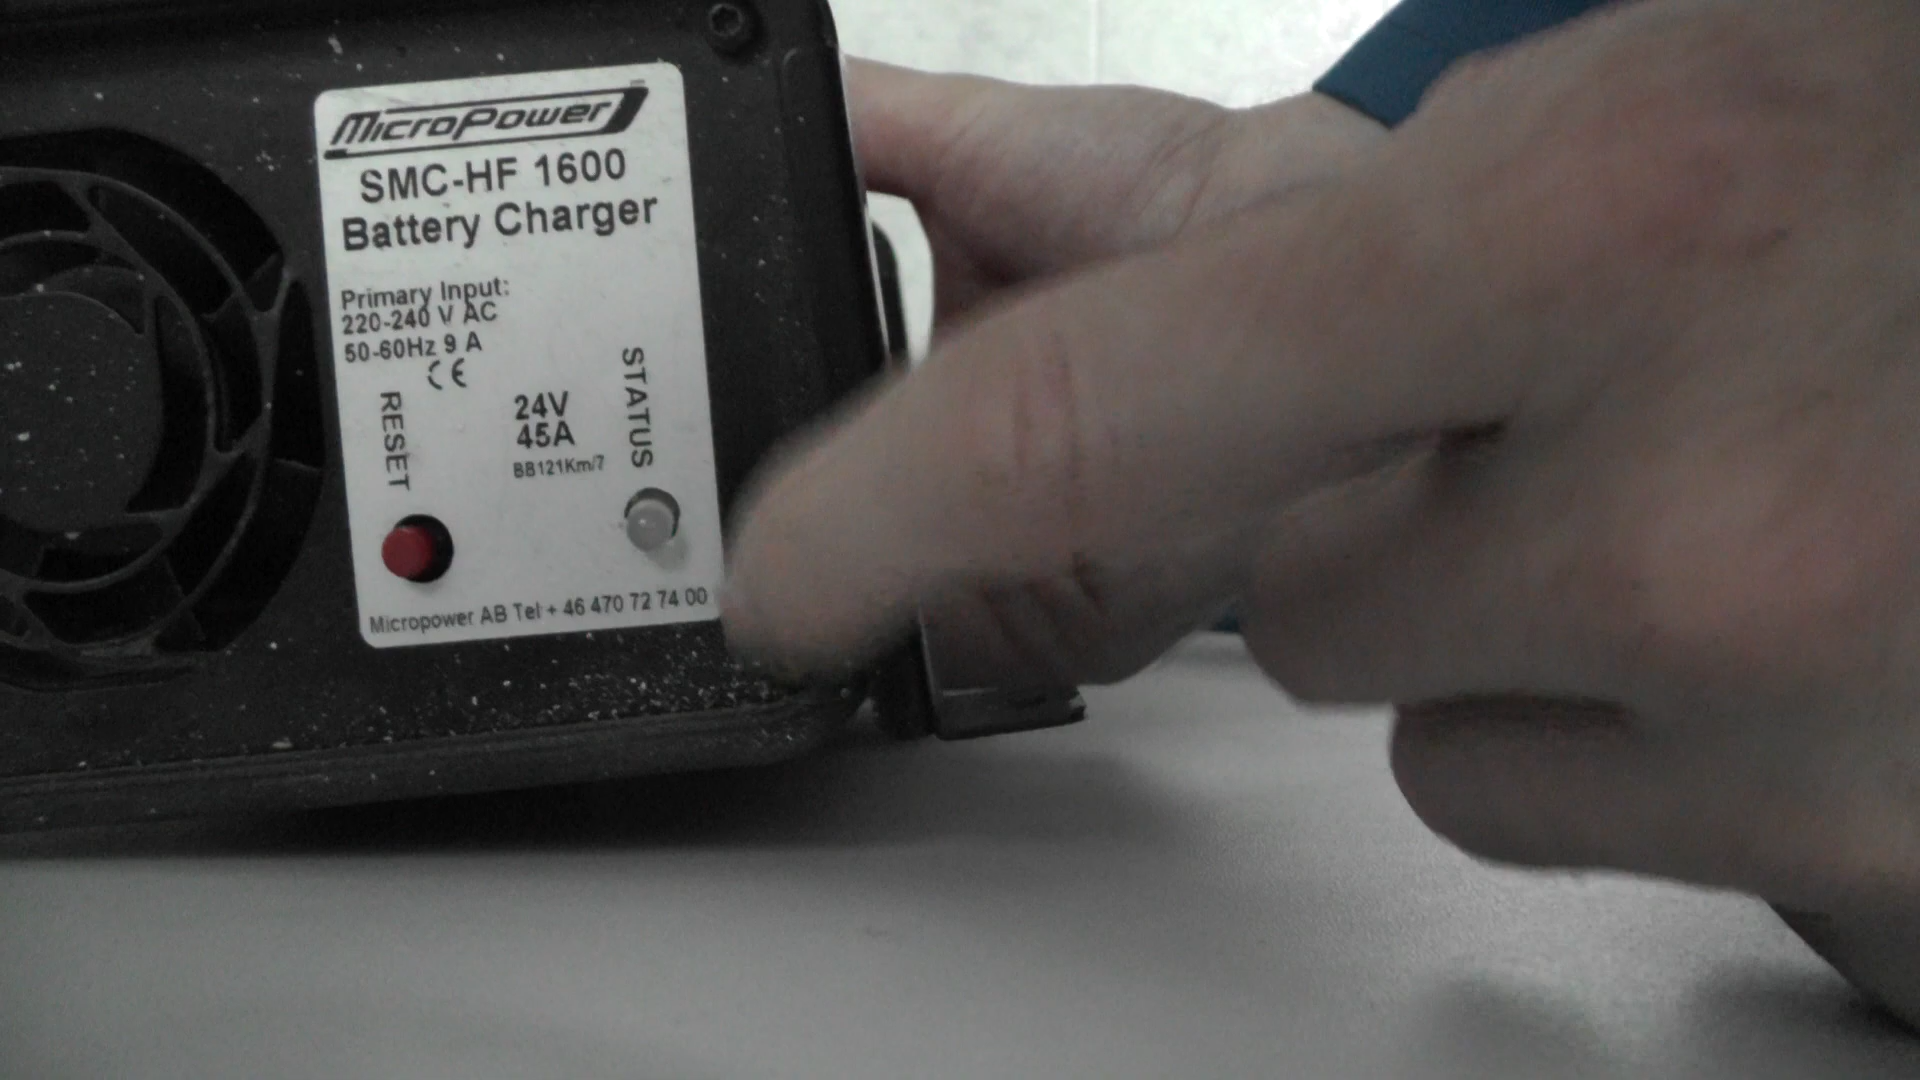 MicroPower
SMC-HF 1600
Battery Charger
Primary Input:
220-240 V AC
50-60Hz 9 A
CE
RESET
24V
45A
BB121Km/7
STATUS
Micropower AB Tel + 46 470 72 74 00